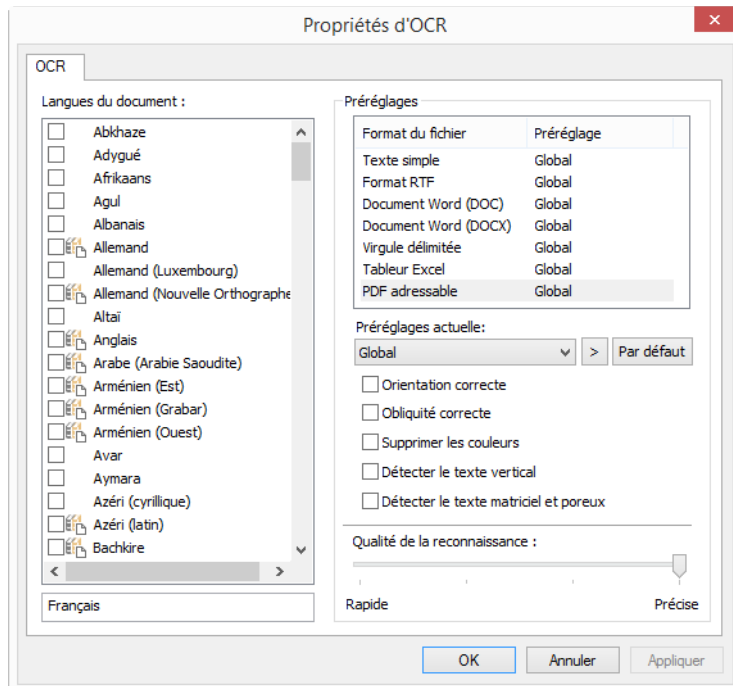 Propriétés d'OCR
OCR
Langues du document :
Abkhaze
Adygué
Afrikaans
Agul
Albanais
Allemand
Allemand (Luxembourg)
Allemand (Nouvelle Orthographe
Altaï
Anglais
Arabe (Arabie Saoudite)
Arménien (Est)
Arménien (Grabar)
Arménien (Ouest)
Avar
Aymara
Azéri (cyrillique)
Azéri (latin)
Bachkire
Français
Préréglages
Format du fichier Préréglage
Texte simple Global
Format RTF Global
Document Word (DOC) Global
Document Word (DOCX) Global
Virgule délimitée Global
Tableur Excel Global
PDF adressable Global
Préréglages actuelle:
Global > Par défaut
Orientation correcte
Obliquité correcte
Supprimer les couleurs
Détecter le texte vertical
Détecter le texte matriciel et poreux
Qualité de la reconnaissance :
Rapide Précise
OK Annuler Appliquer